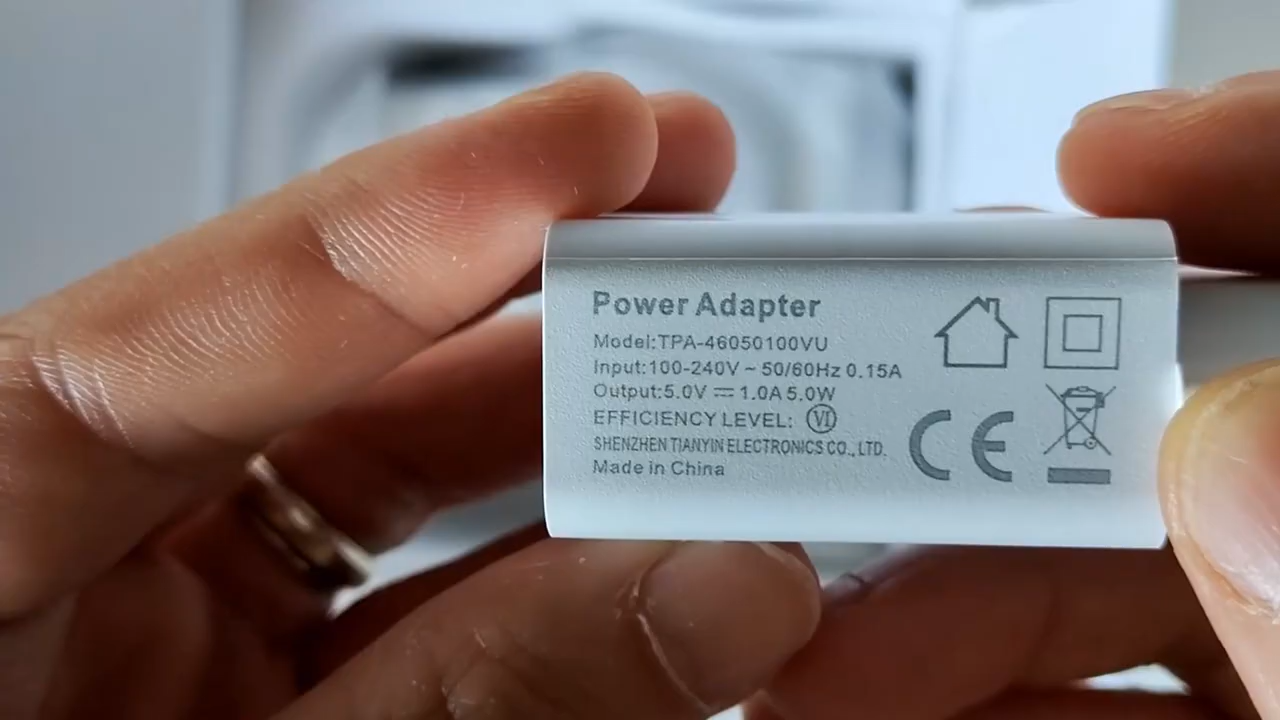 Power Adapter
Model:TPA-46050100VU
Input:100-240V ~ 50/60Hz 0.15A
Output:5.0V ⎓ 1.0A 5.0W
EFFICIENCY LEVEL: VI
SHENZHEN TIANYIN ELECTRONICS CO., LTD.
Made in China
CE